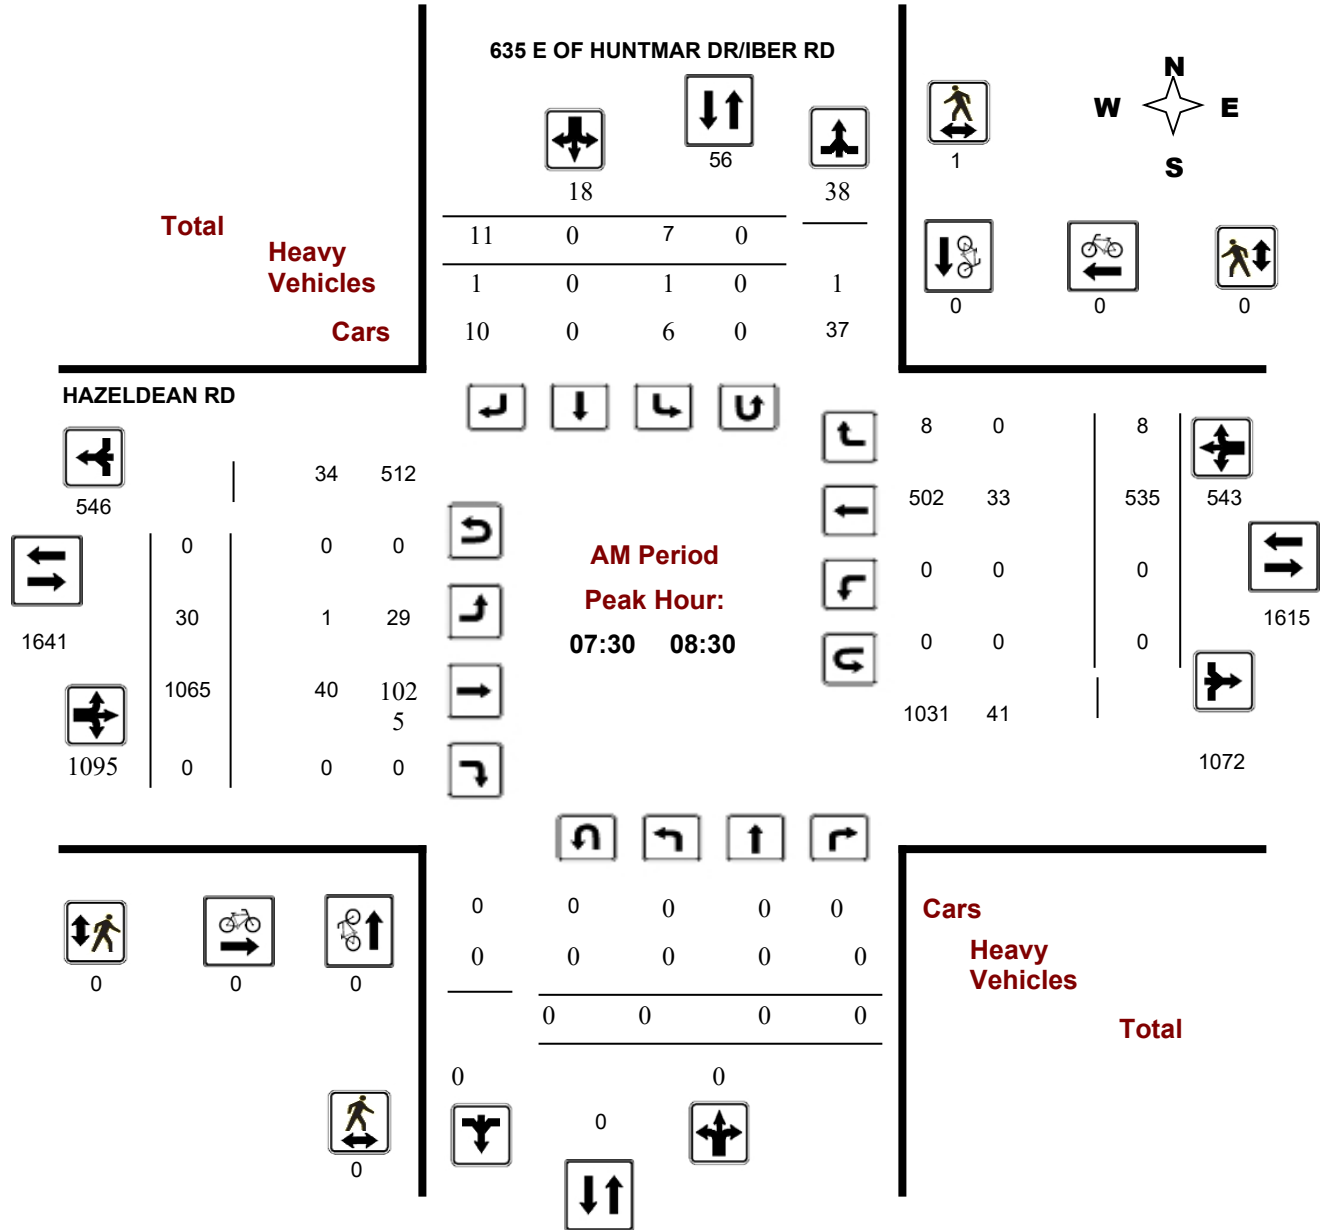 635 E OF HUNTMAR DR/IBER RD
N
W E
S
56
1
18 38
Total
11 0 7 0
Heavy
Vehicles
1 0 1 0 1
0 0 0
Cars
10 0 6 0 37
HAZELDEAN RD
8 0 8
34 512
546
502 33 535 543
0 0 0
AM Period
0 0 0
30 1 29
Peak Hour:
1615
1641
07:30 08:30
0 0 0
1065 40 102
5
1031 41
1095 0 0 0
1072
0 0 0 0 0
Cars
0 0 0 0 0
Heavy
Vehicles
0 0 0
0 0 0 0
Total
0 0
0
0